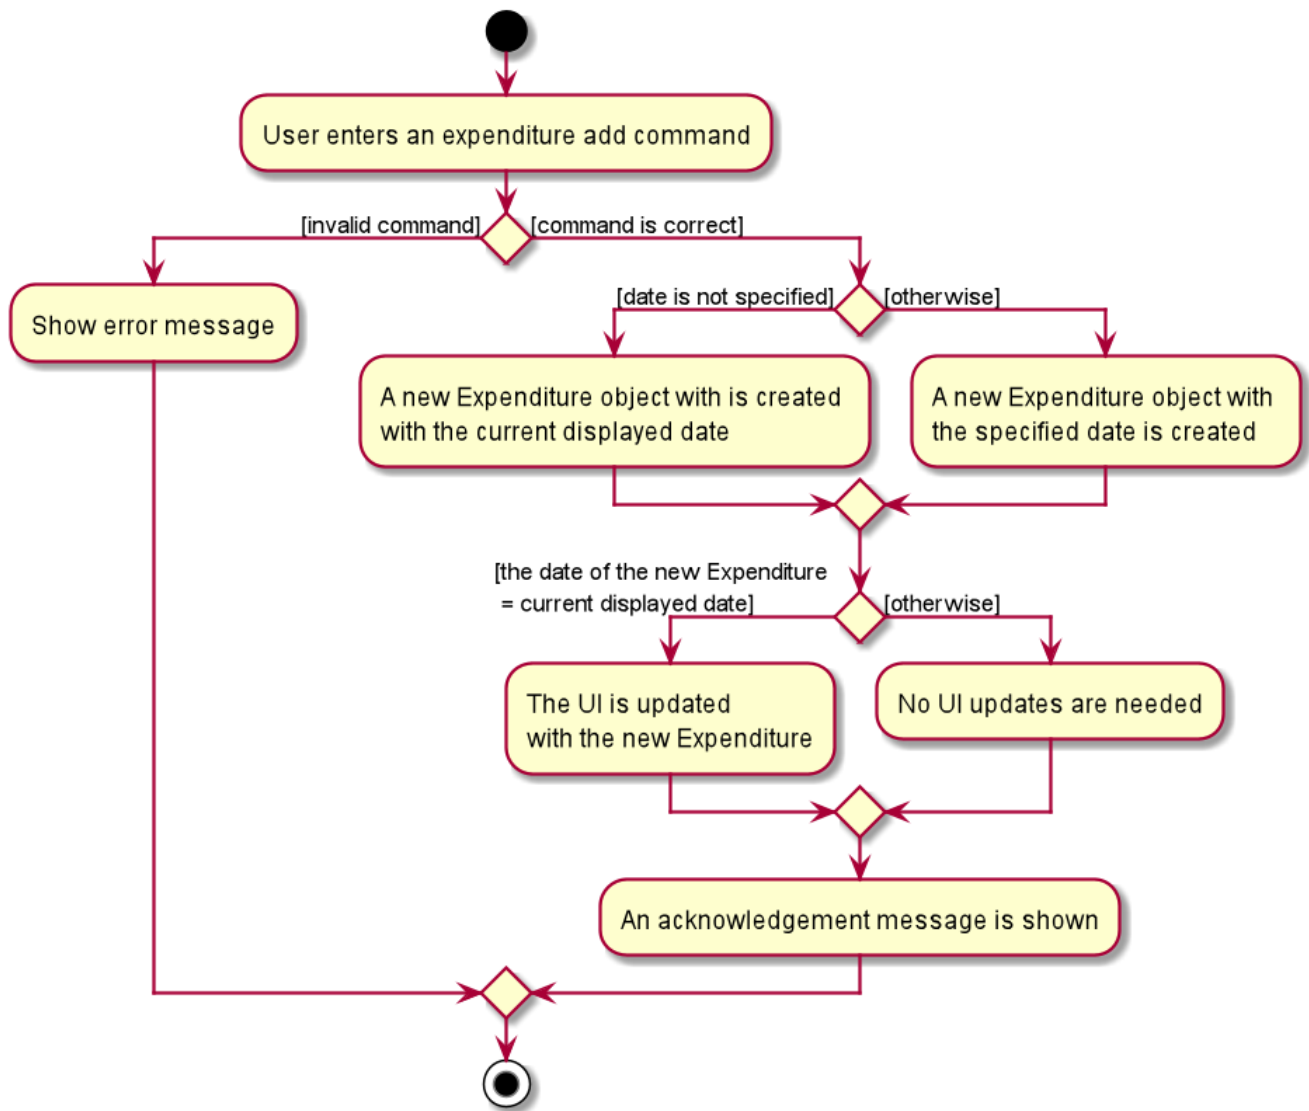 User enters an expenditure add command
[invalid command]
[command is correct]
[date is not specified]
[otherwise]
Show error message
A new Expenditure object with is created
with the current displayed date
A new Expenditure object with
the specified date is created
[the date of the new Expenditure
= current displayed date]
[otherwise]
The UI is updated
with the new Expenditure
No UI updates are needed
An acknowledgement message is shown